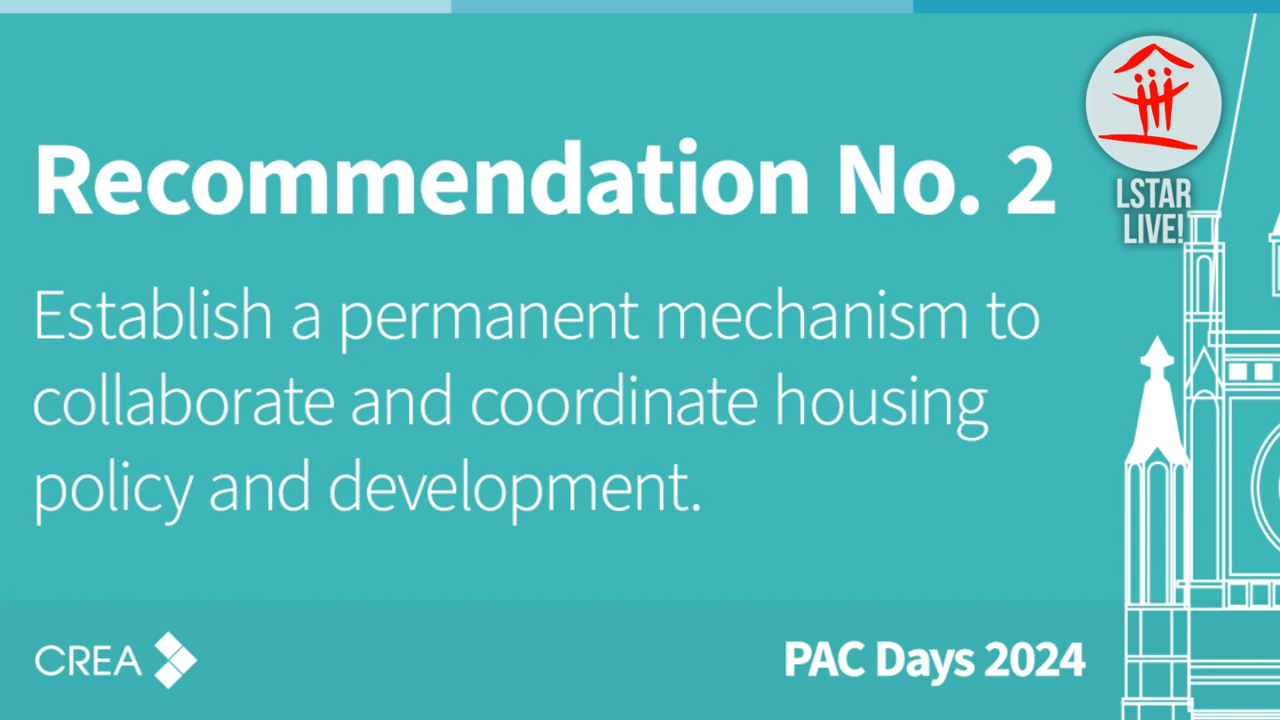 Recommendation No. 2
LSTAR
LIVE!
Establish a permanent mechanism to
collaborate and coordinate housing
policy and development.
CREA
PAC Days 2024